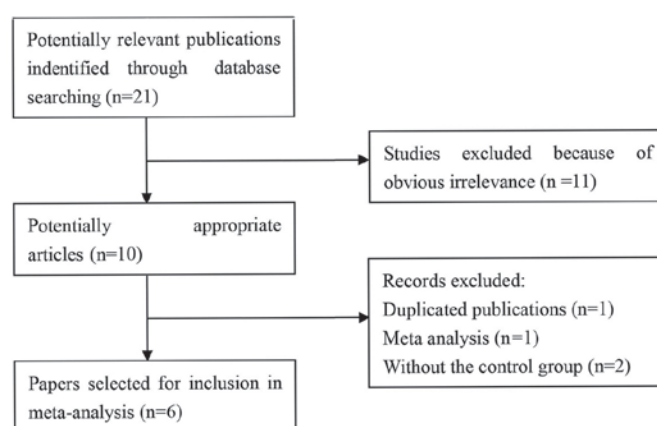 Potentially relevant publications
indentified through database
searching (n=21)
Studies excluded because of
obvious irrelevance (n =11)
Potentially appropriate
articles (n=10)
Records excluded:
Duplicated publications (n=1)
Meta analysis (n=1)
Without the control group (n=2)
Papers selected for inclusion in
meta-analysis (n=6)